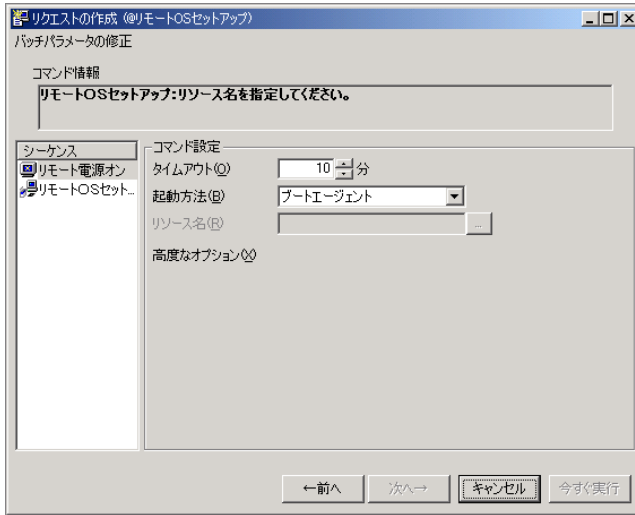 リクエストの作成 (@リモートOSセットアップ)
バッチパラメータの修正
コマンド情報
リモートOSセットアップ:リソース名を指定してください。
シーケンス
リモート電源オン
リモートOSセット...
コマンド設定
タイムアウト(O) 10 分
起動方法(B) ブートエージェント
リソース名(R) ...
高度なオプション(X)
←前へ 次へ→ キャンセル 今すぐ実行